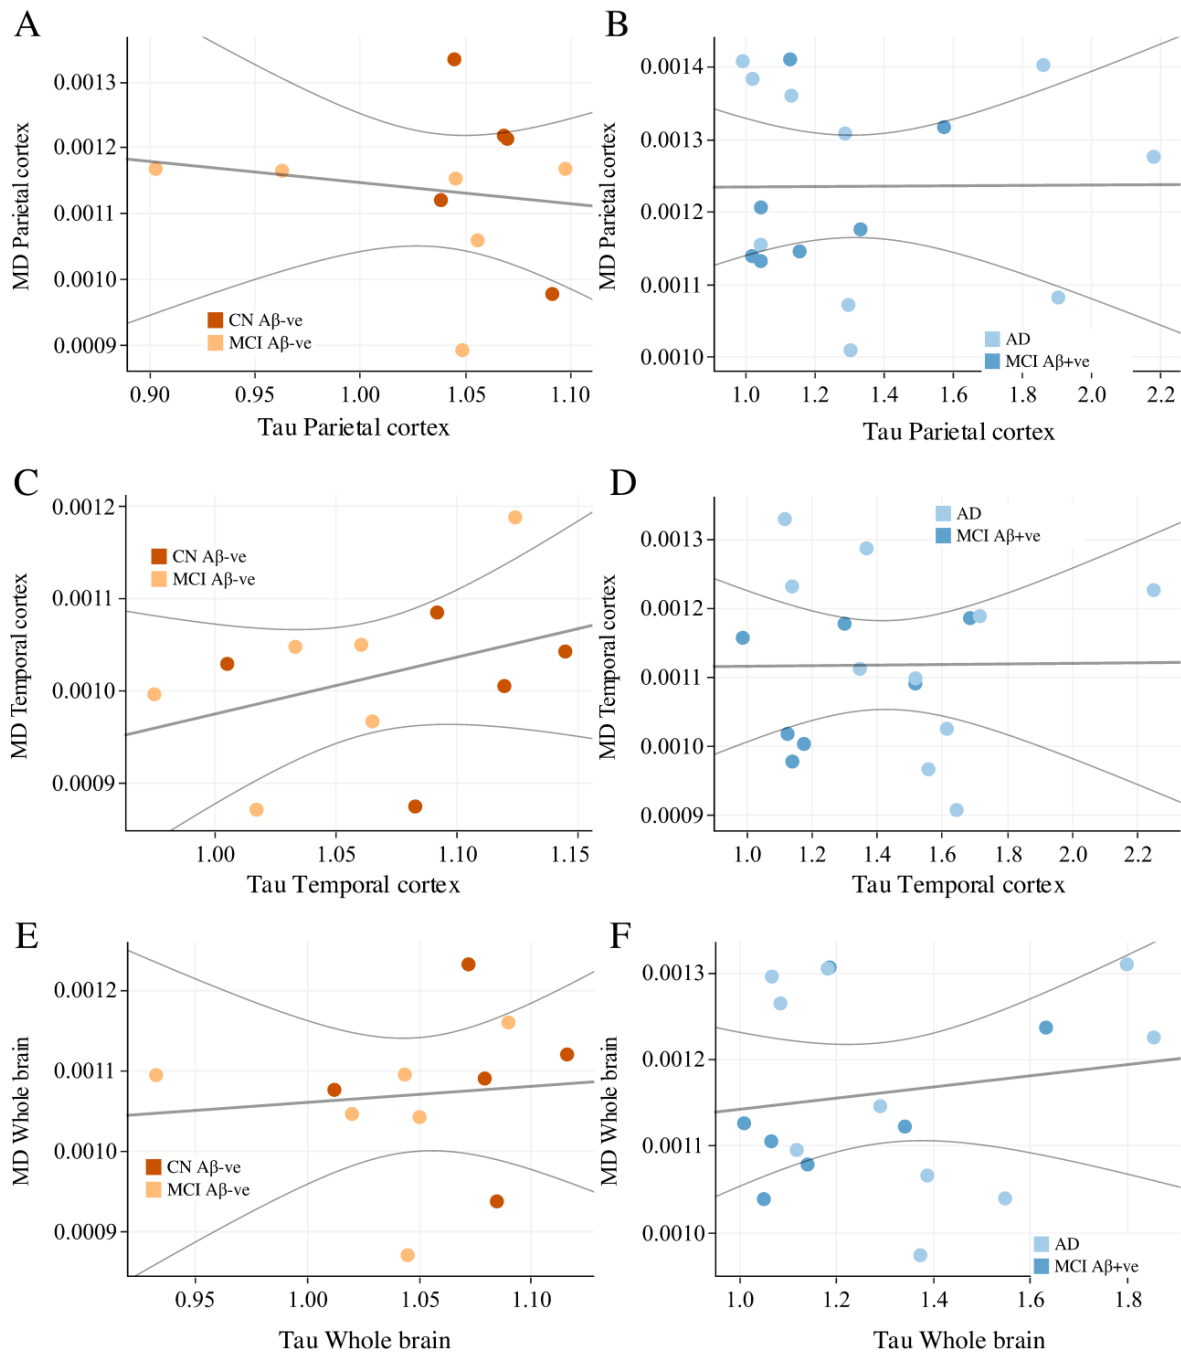 A
MD Parietal cortex
0.0013
0.0012
0.0011
0.0010
0.0009
CN Aβ-ve
MCI Aβ-ve
0.90 0.95 1.00 1.05 1.10
Tau Parietal cortex
B
MD Parietal cortex
0.0014
0.0013
0.0012
0.0011
0.0010
AD
MCI Aβ+ve
1.0 1.2 1.4 1.6 1.8 2.0 2.2
Tau Parietal cortex
C
MD Temporal cortex
0.0012
0.0011
0.0010
0.0009
CN Aβ-ve
MCI Aβ-ve
1.00 1.05 1.10 1.15
Tau Temporal cortex
D
MD Temporal cortex
0.0013
0.0012
0.0011
0.0010
0.0009
AD
MCI Aβ+ve
1.0 1.2 1.4 1.6 1.8 2.0 2.2
Tau Temporal cortex
E
MD Whole brain
0.0012
0.0011
0.0010
0.0009
CN Aβ-ve
MCI Aβ-ve
0.95 1.00 1.05 1.10
Tau Whole brain
F
MD Whole brain
0.0013
0.0012
0.0011
0.0010
AD
MCI Aβ+ve
1.0 1.2 1.4 1.6 1.8
Tau Whole brain